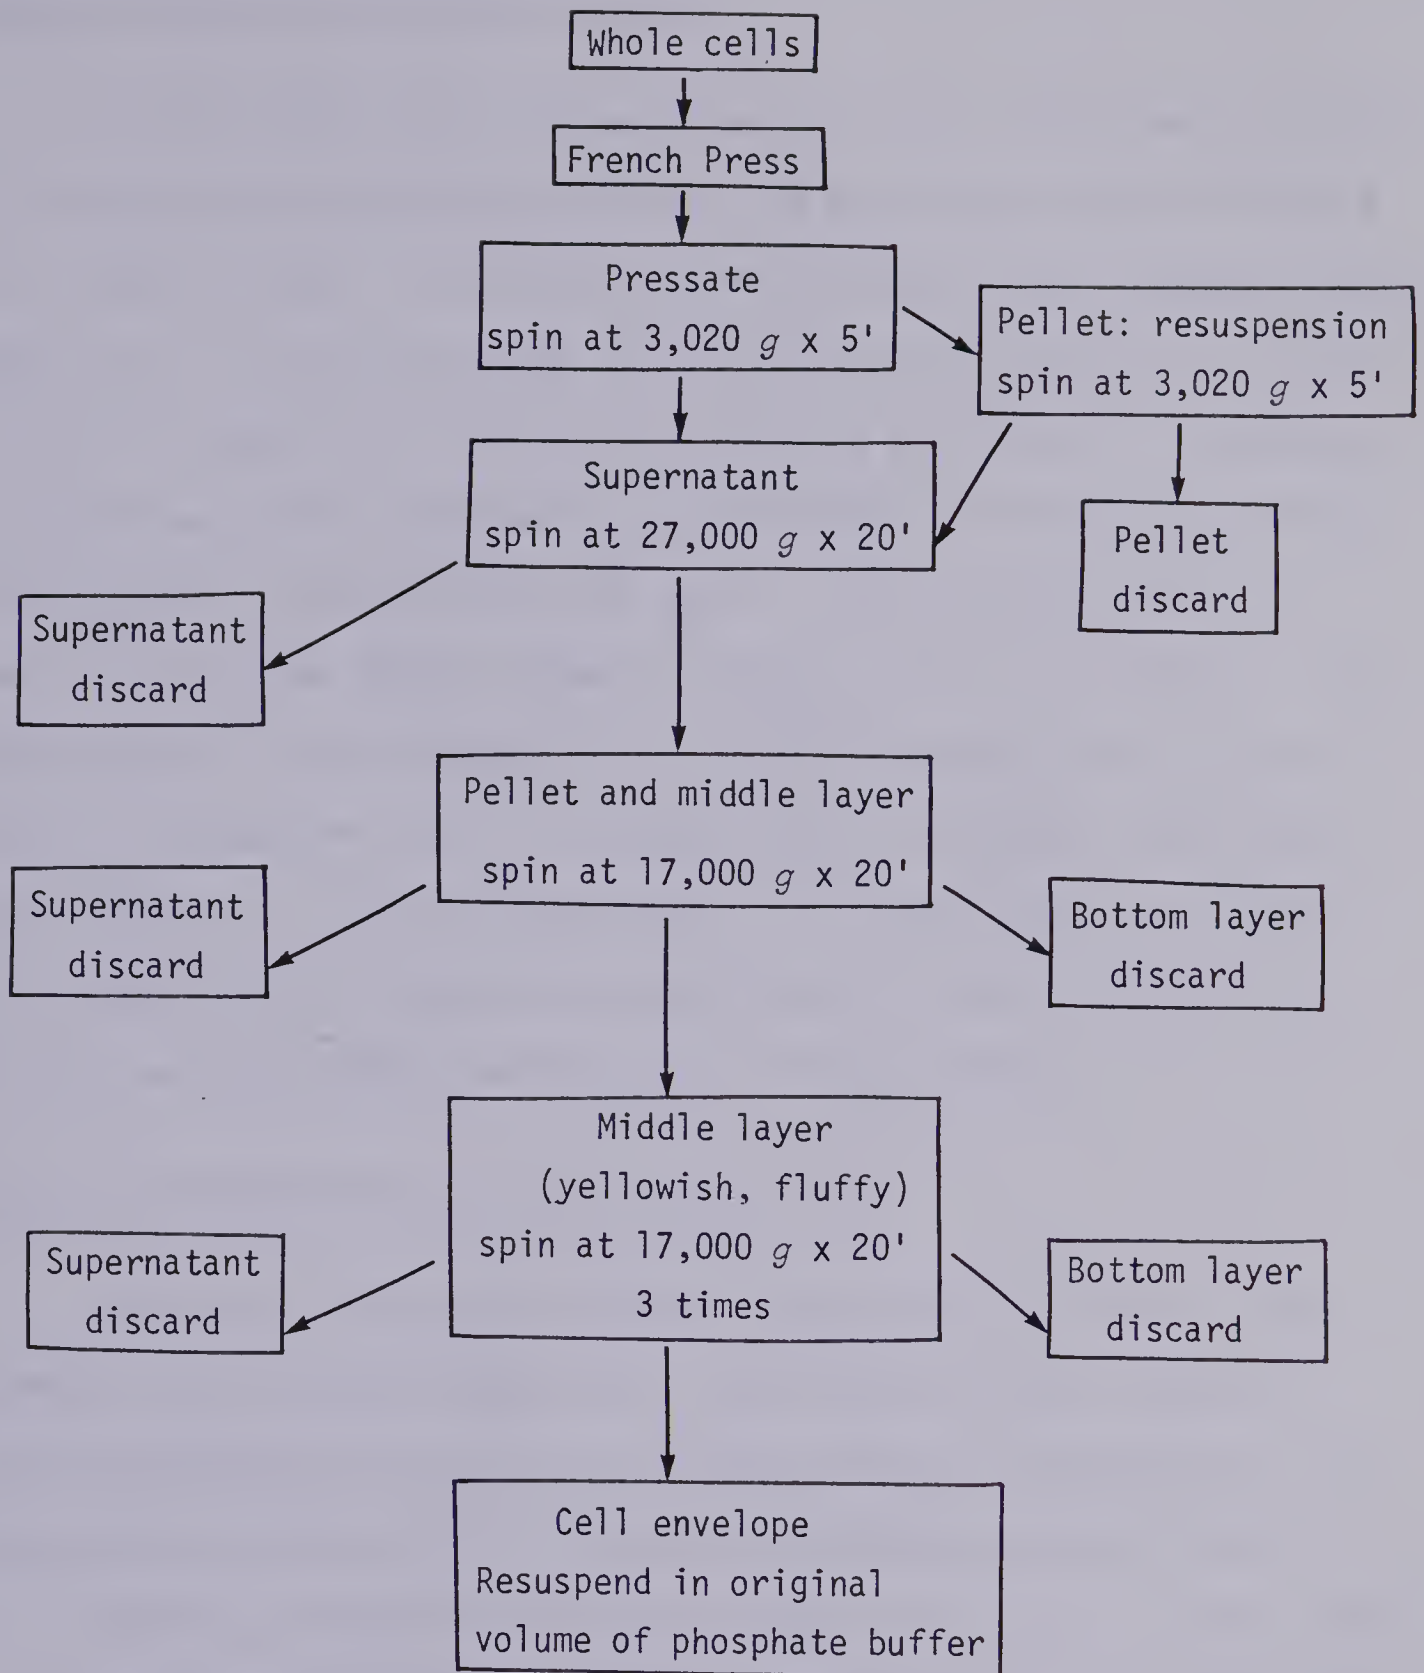 Whole cells
French Press
Pressate
spin at 3,020 g x 5'
Pellet: resuspension
spin at 3,020 g x 5'
Supernatant
spin at 27,000 g x 20'
Pellet
discard
Supernatant
discard
Pellet and middle layer
spin at 17,000 g x 20'
Supernatant
discard
Bottom layer
discard
Middle layer
(yellowish, fluffy)
spin at 17,000 g x 20'
3 times
Supernatant
discard
Bottom layer
discard
Cell envelope
Resuspend in original
volume of phosphate buffer